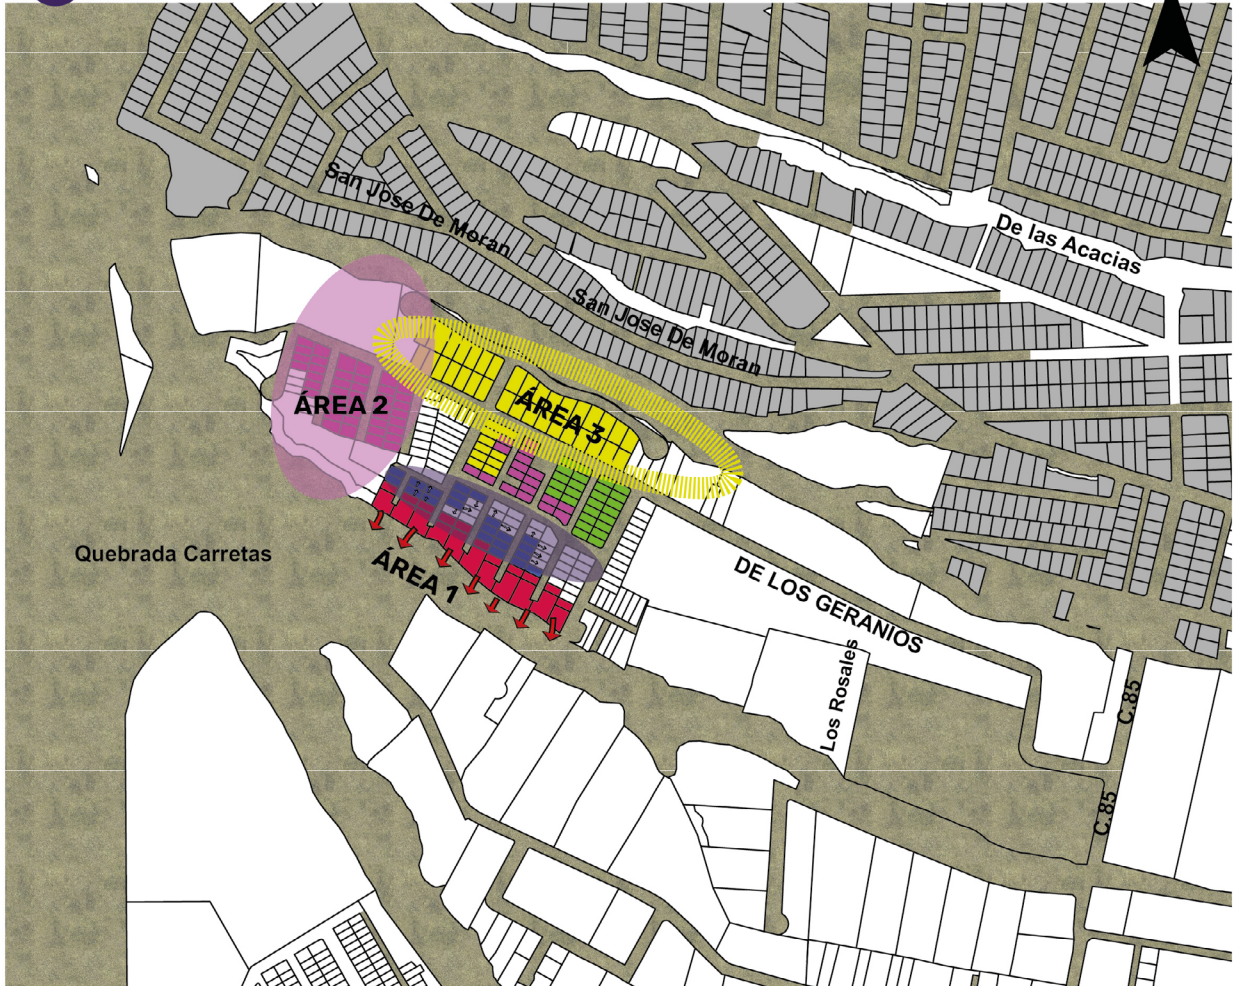 San Jose De Moran
De las Acacias
San Jose De Moran
ÁREA 2
ÁREA 3
Quebrada Carretas
ÁREA 1
DE LOS GERANIOS
Los Rosales
C.85
C.85